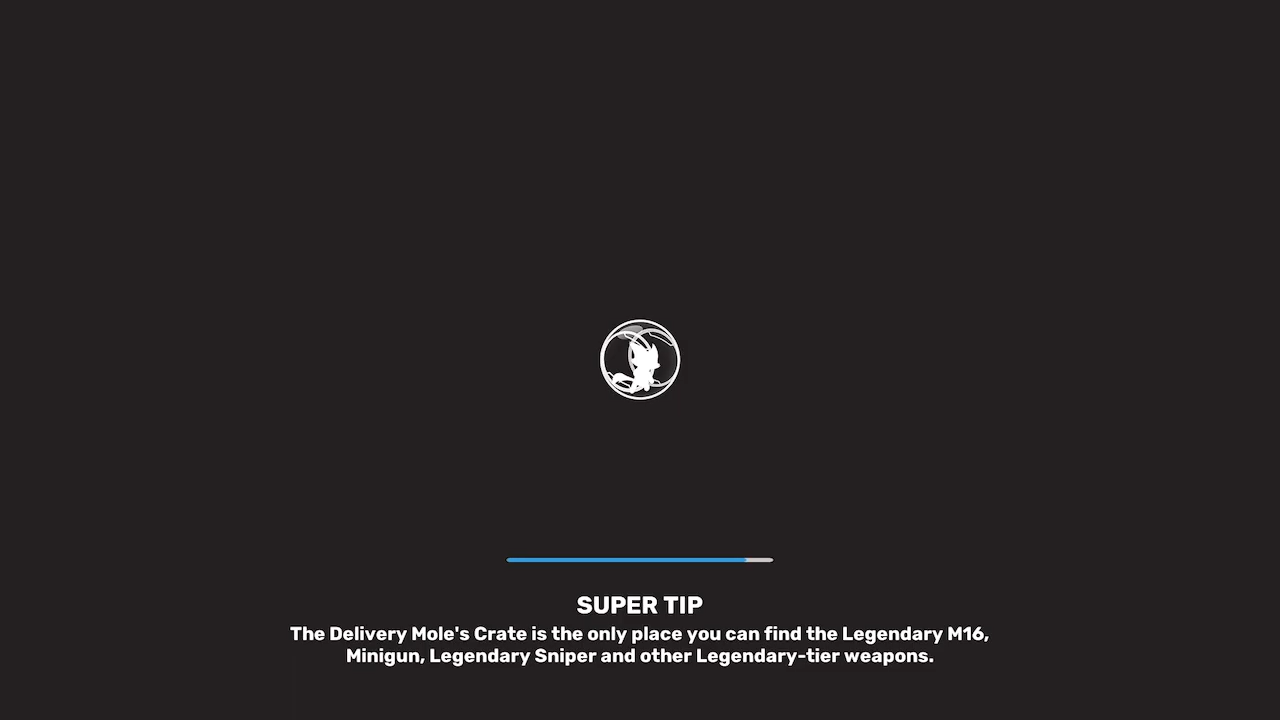 SUPER TIP
The Delivery Mole's Crate is the only place you can find the Legendary M16,
Minigun, Legendary Sniper and other Legendary-tier weapons.